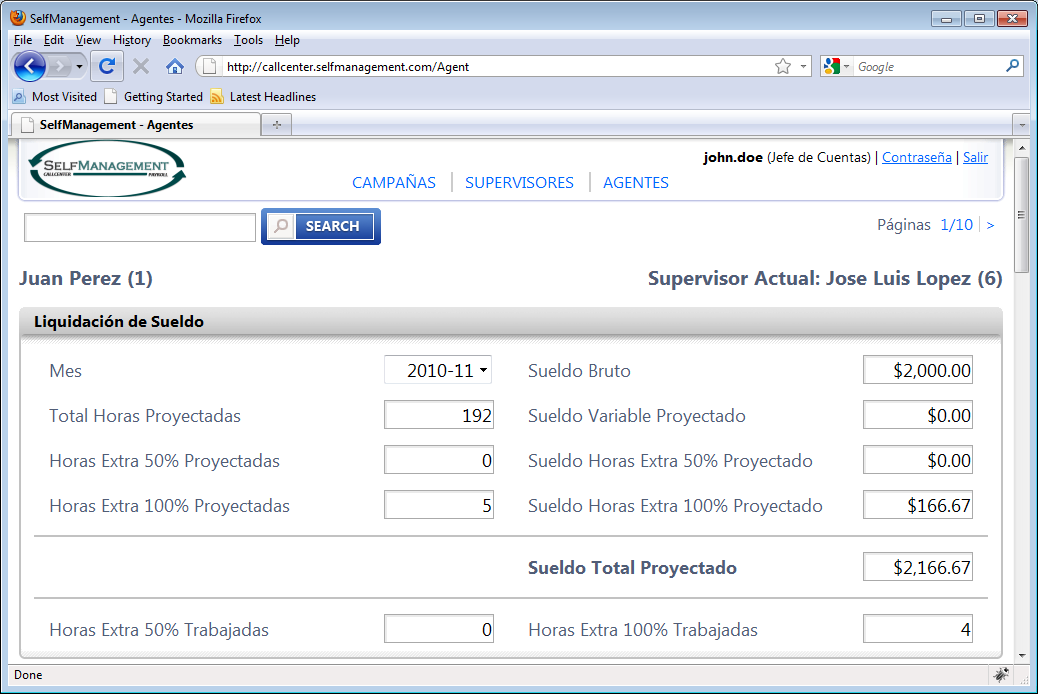 SelfManagement - Agentes - Mozilla Firefox
File Edit View History Bookmarks Tools Help
http://callcenter.selfmanagement.com/Agent
Google
Most Visited Getting Started Latest Headlines
SelfManagement - Agentes
SELFMANAGEMENT
CALLCENTER PAYROLL
john.doe (Jefe de Cuentas) | Contraseña | Salir
CAMPAÑAS SUPERVISORES AGENTES
SEARCH
Páginas 1/10 >
Juan Perez (1) Supervisor Actual: Jose Luis Lopez (6)
Liquidación de Sueldo
Mes 2010-11 Sueldo Bruto $2,000.00
Total Horas Proyectadas 192 Sueldo Variable Proyectado $0.00
Horas Extra 50% Proyectadas 0 Sueldo Horas Extra 50% Proyectado $0.00
Horas Extra 100% Proyectadas 5 Sueldo Horas Extra 100% Proyectado $166.67
Sueldo Total Proyectado $2,166.67
Horas Extra 50% Trabajadas 0 Horas Extra 100% Trabajadas 4
Done